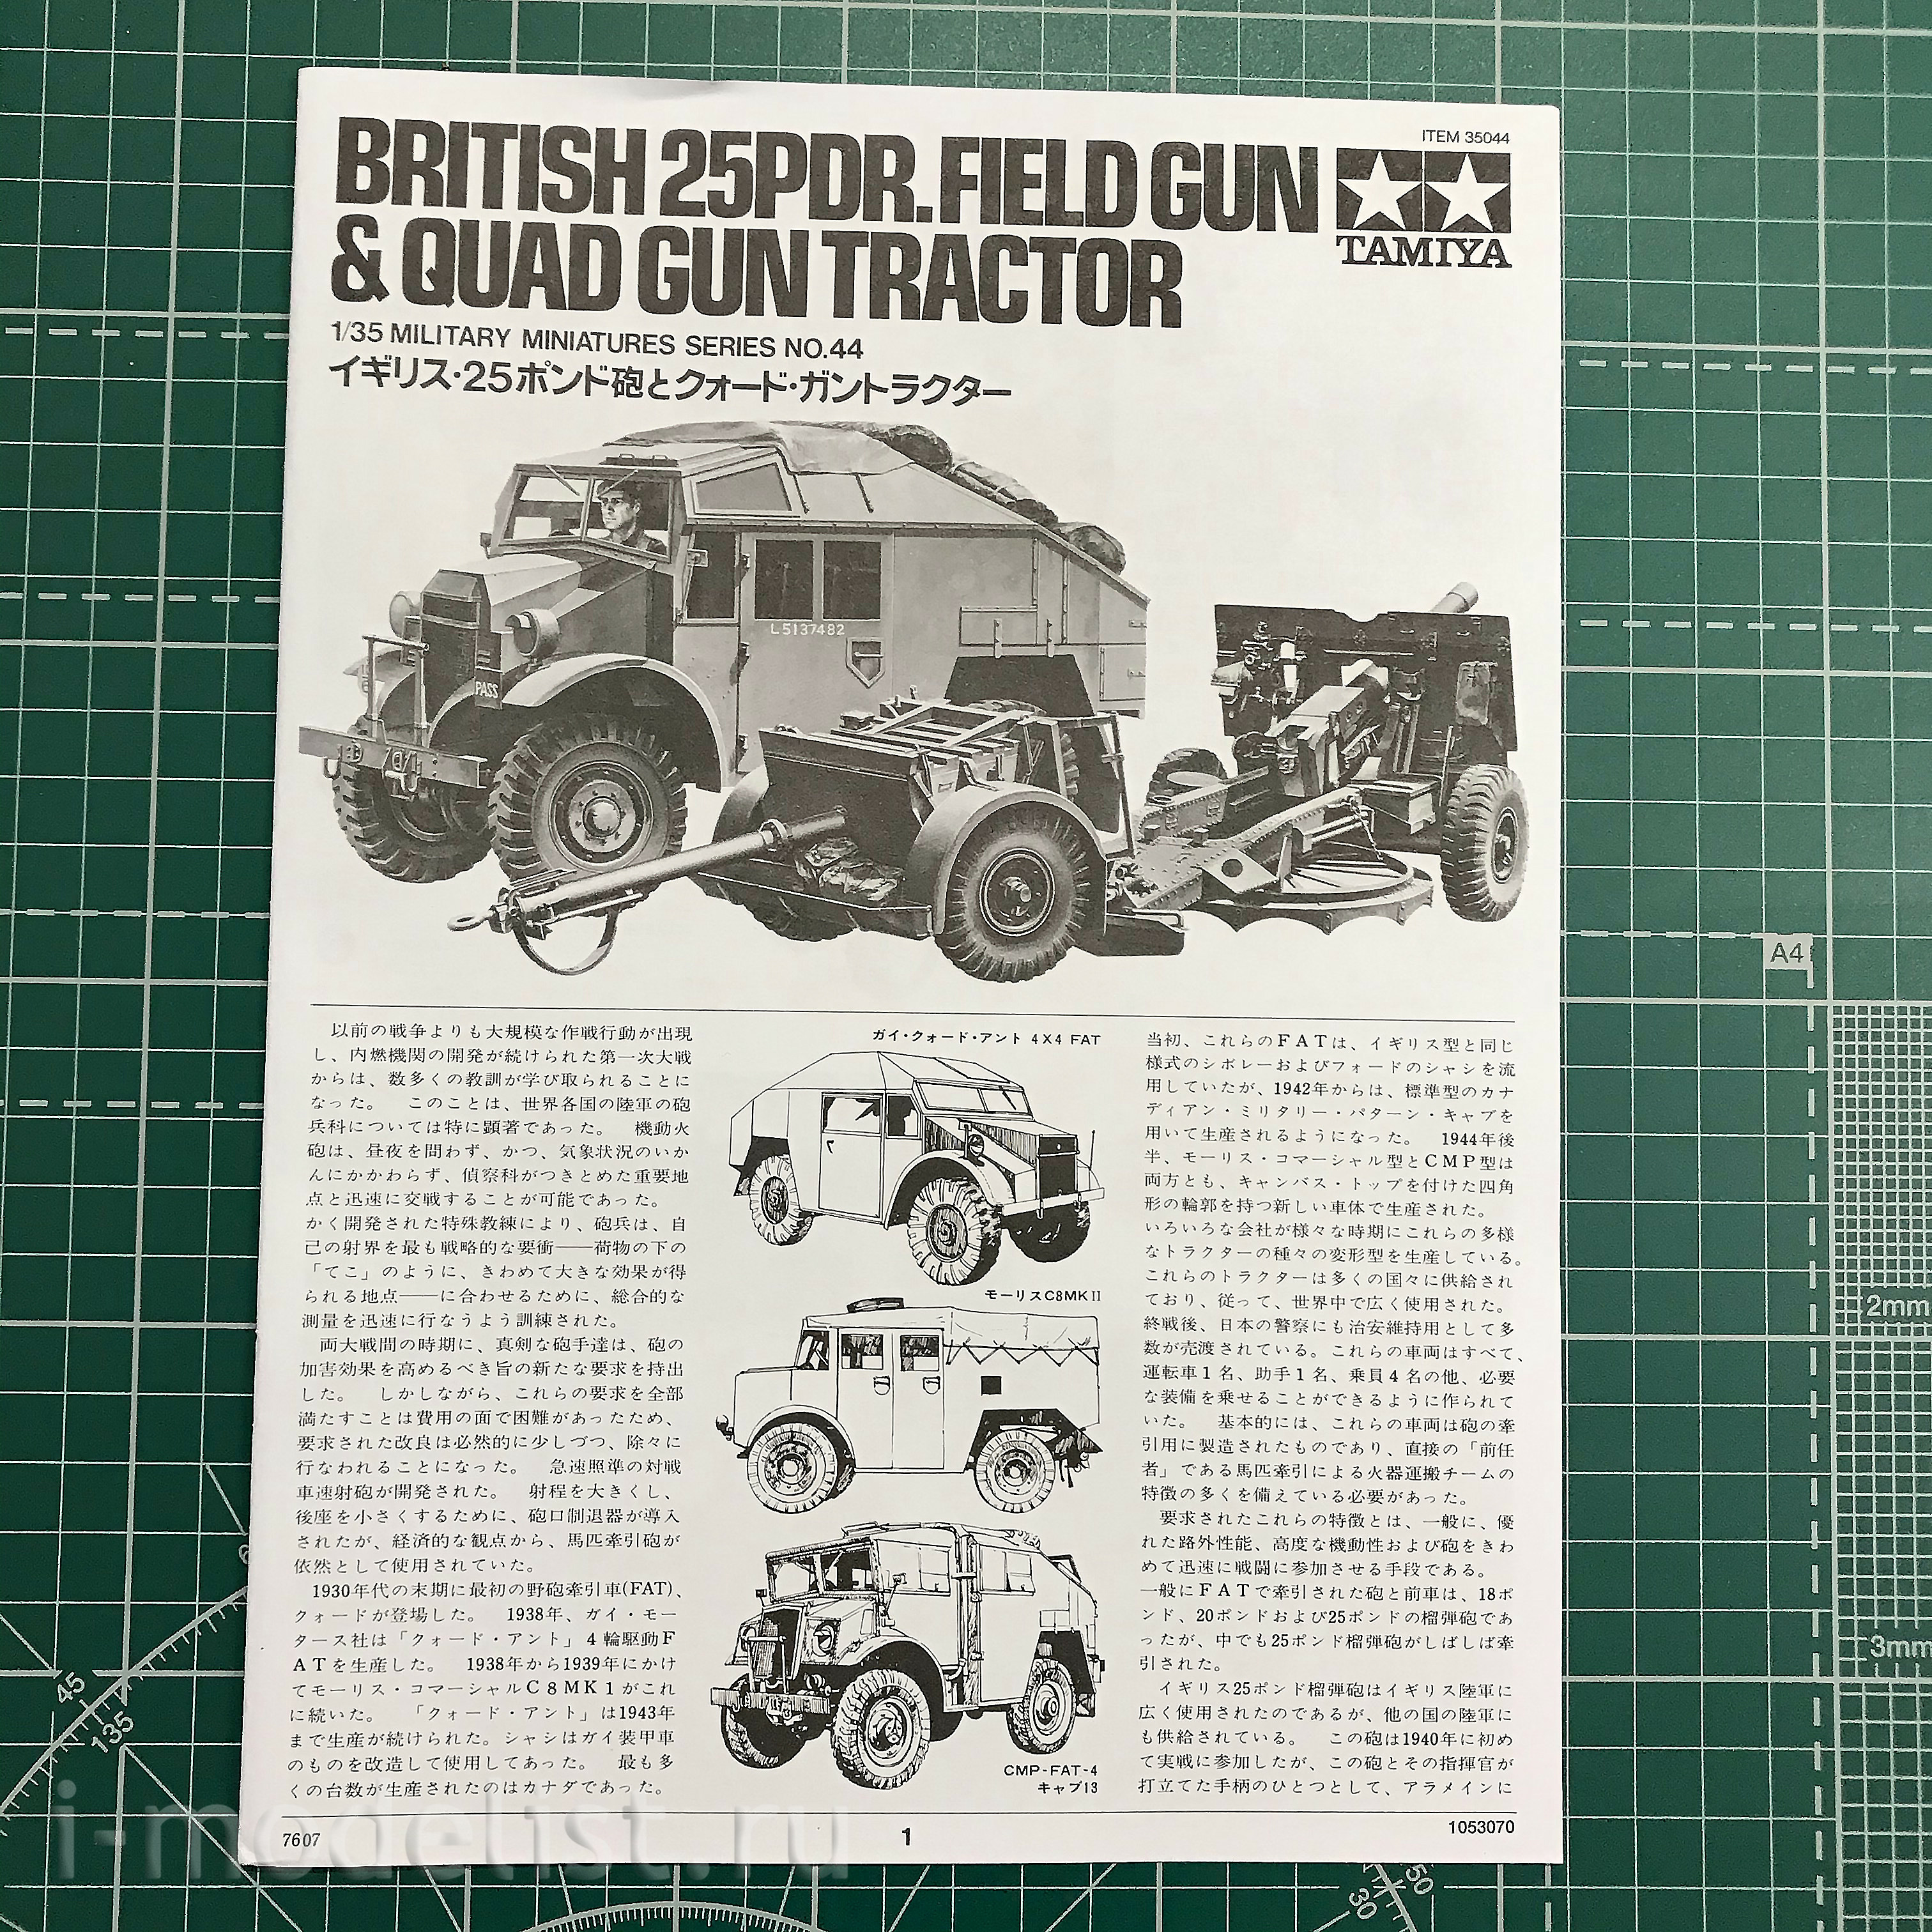 ITEM 35044
BRITISH 25PDR. FIELD GUN
& QUAD GUN TRACTOR
TAMIYA
1/35 MILITARY MINIATURES SERIES NO.44
イギリス・25ポンド砲とクォード・ガントラクター
L5137482
PASS
以前の戦争よりも大規模な作戦行動が出現
し、内燃機関の開発が続けられた第一次大戦
からは、数多くの教訓が学び取られることに
なった。 このことは、世界各国の陸軍の砲
兵科については特に顕著であった。 機動火
砲は、昼夜を問わず、かつ、気象状況のいか
んにかかわらず、偵察科がつきとめた重要地
点と迅速に交戦することが可能であった。
かく開発された特殊教練により、砲兵は、自
己の射界を最も戦略的な要衝――荷物の下の
「てこ」のように、きわめて大きな効果が得
られる地点――に合わせるために、総合的な
測量を迅速に行なうよう訓練された。
両大戦間の時期に、真剣な砲手達は、砲の
加害効果を高めるべき旨の新たな要求を持出
した。 しかしながら、これらの要求を全部
満たすことは費用の面で困難があったため、
要求された改良は必然的に少しづつ、除々に
行なわれることになった。 急速照準の対戦
車速射砲が開発された。 射程を大きくし、
後座を小さくするために、砲口制退器が導入
されたが、経済的な観点から、馬匹牽引砲が
依然として使用されていた。
1930年代の末期に最初の野砲牽引車(FAT)、
クォードが登場した。 1938年、ガイ・モー
タース社は「クォード・アント」4輪駆動F
ATを生産した。 1938年から1939年にかけ
てモーリス・コマーシャルC8MK1がこれ
に続いた。 「クォード・アント」は1943年
まで生産が続けられた。シャシはガイ装甲車
のものを改造して使用してあった。 最も多
くの台数が生産されたのはカナダであった。
ガイ・クォード・アント 4X4 FAT
モーリスC8MKII
CMP-FAT-4
キャブ13
当初、これらのFATは、イギリス型と同じ
様式のシボレーおよびフォードのシャシを流
用していたが、1942年からは、標準型のカナ
ディアン・ミリタリー・パターン・キャブを
用いて生産されるようになった。 1944年後
半、モーリス・コマーシャル型とCMP型は
両方とも、キャンバス・トップを付けた四角
形の輪郭を持つ新しい車体で生産された。
いろいろな会社が様々な時期にこれらの多様
なトラクターの種々の変形型を生産している。
これらのトラクターは多くの国々に供給され
ており、従って、世界中で広く使用された。
終戦後、日本の警察にも治安維持用として多
数が売渡されている。これらの車両はすべて、
運転車1名、助手1名、乗員4名の他、必要
な装備を乗せることができるように作られて
いた。 基本的には、これらの車両は砲の牽
引用に製造されたものであり、直接の「前任
者」である馬匹牽引による火器運搬チームの
特徴の多くを備えている必要があった。
要求されたこれらの特徴とは、一般に、優
れた路外性能、高度な機動性および砲をきわ
めて迅速に戦闘に参加させる手段である。
一般にFATで牽引された砲と前車は、18ポ
ンド、20ポンドおよび25ポンドの榴弾砲であ
ったが、中でも25ポンド榴弾砲がしばしば牽
引された。
イギリス25ポンド榴弾砲はイギリス陸軍に
広く使用されたのであるが、他の国の陸軍に
も供給されている。 この砲は1940年に初め
て実戦に参加したが、この砲とその指揮官が
打立てた手柄のひとつとして、アラメインに
7607
1
1053070
A4
2mm
3mm
45
135
50
30
i-modelist.ru